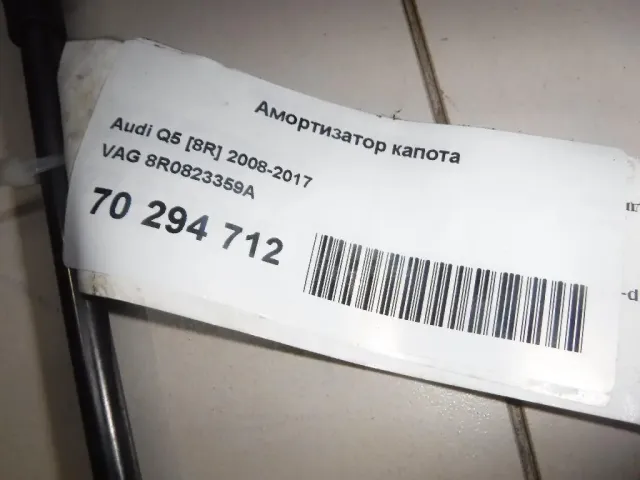 Амортизатор капота
Audi Q5 [8R] 2008-2017
VAG 8R0823359A
70 294 712
-d